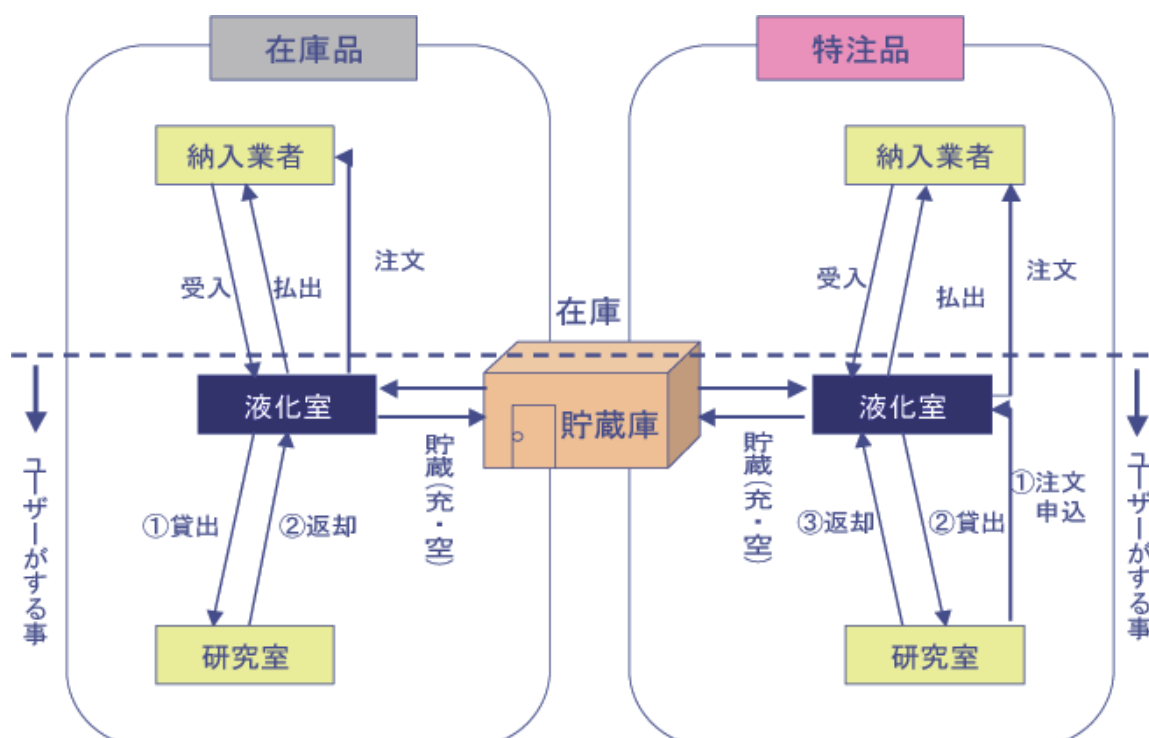 在庫品
納入業者
注文
受入
払出
液化室
①貸出
②返却
研究室
貯蔵(充・空)
ユーザーがする事
在庫
貯蔵庫
特注品
納入業者
注文
受入
払出
液化室
①注文
申込
③返却
②貸出
研究室
貯蔵(充・空)
ユーザーがする事